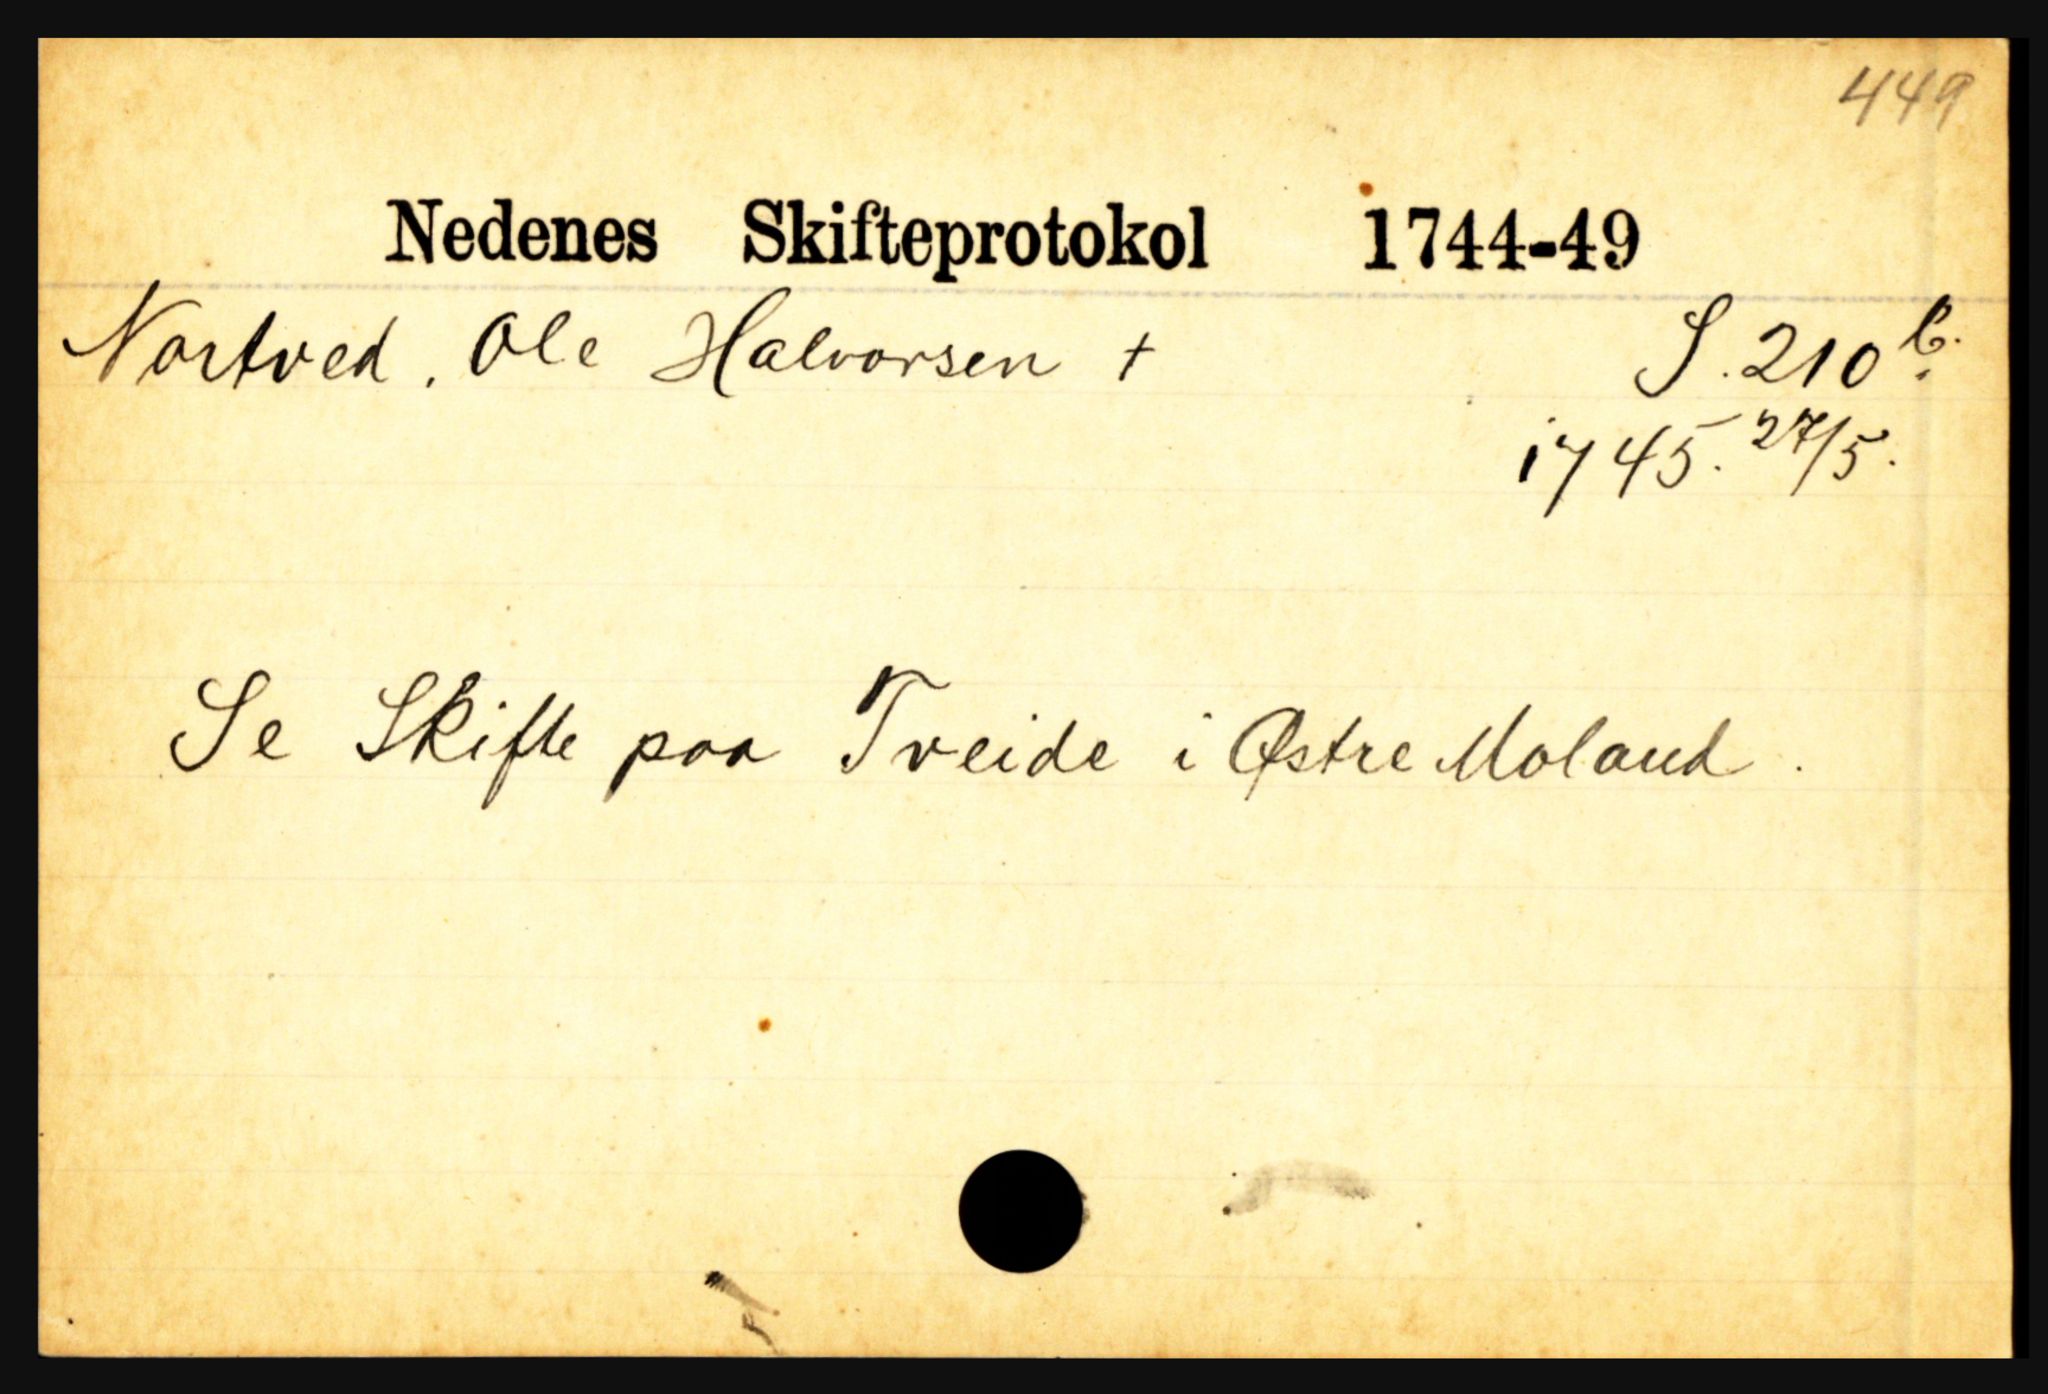 449
Nedenes Skifteprotokol 1744-49
Nortved. Ole Halvorsen + S. 210 b.
1745. 27/5.
Se Skifte paa Tveide i Østre Moland.